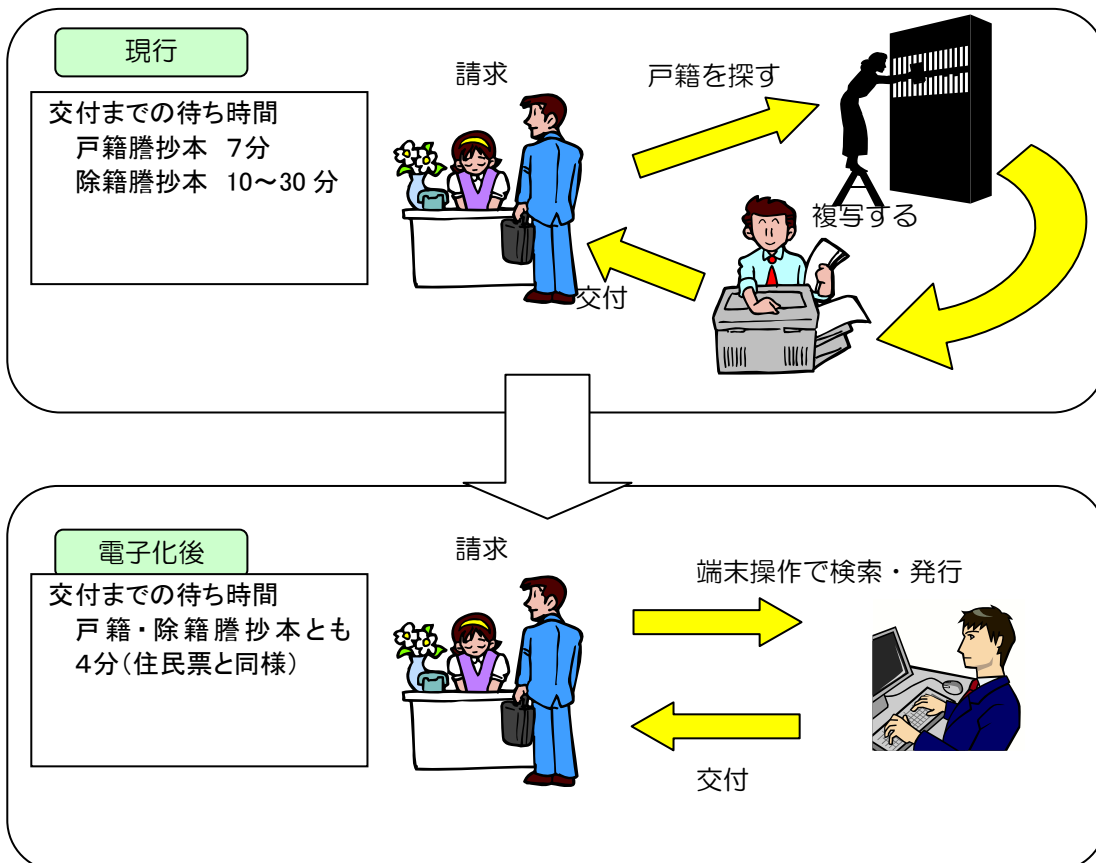 現行
交付までの待ち時間
戸籍謄抄本 7分
除籍謄抄本 10～30 分
請求
戸籍を探す
複写する
交付
電子化後
交付までの待ち時間
戸籍・除籍謄抄本とも
4分（住民票と同様）
請求
端末操作で検索・発行
交付